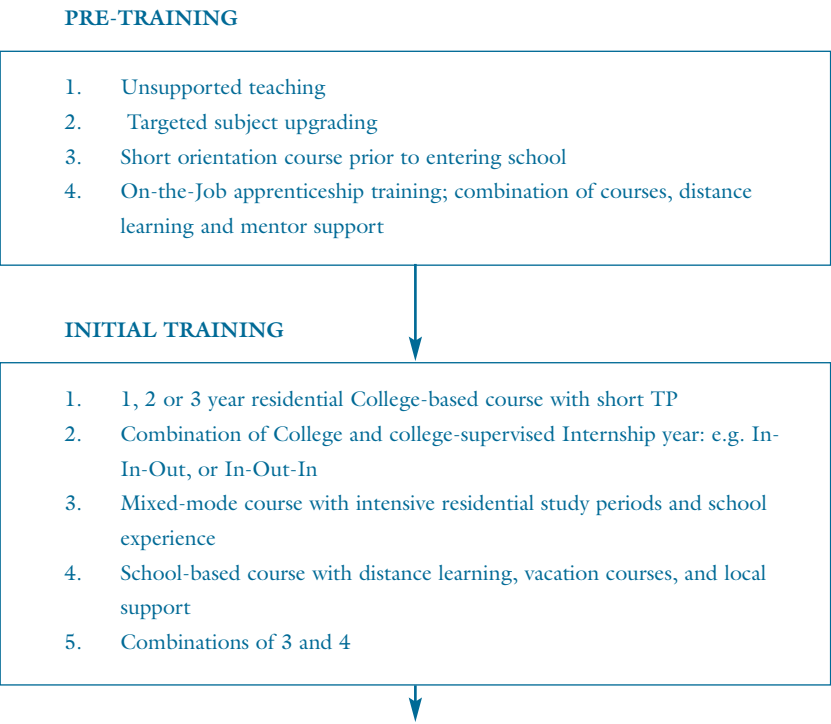 PRE-TRAINING
1. Unsupported teaching
2. Targeted subject upgrading
3. Short orientation course prior to entering school
4. On-the-Job apprenticeship training; combination of courses, distance
learning and mentor support
INITIAL TRAINING
1. 1, 2 or 3 year residential College-based course with short TP
2. Combination of College and college-supervised Internship year: e.g. In-
In-Out, or In-Out-In
3. Mixed-mode course with intensive residential study periods and school
experience
4. School-based course with distance learning, vacation courses, and local
support
5. Combinations of 3 and 4